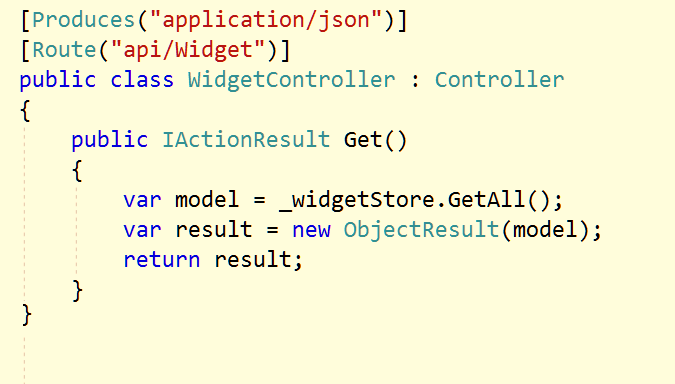 [Produces("application/json")]
[Route("api/Widget")]
public class WidgetController : Controller
{
    public IActionResult Get()
    {
        var model = _widgetStore.GetAll();
        var result = new ObjectResult(model);
        return result;
    }
}